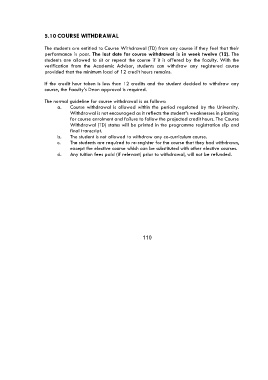 5.10 COURSE WITHDRAWAL
The students are entitled to Course Withdrawal (TD) from any course if they feel that their
performance is poor. The last date for course withdrawal is in week twelve (12). The
students are allowed to sit or repeat the course if it is offered by the faculty. With the
verification from the Academic Advisor, students can withdraw any registered course
provided that the minimum load of 12 credit hours remains.
If the credit hour taken is less than 12 credits and the student decided to withdraw any
course, the Faculty's Dean approval is required.
The normal guideline for course withdrawal is as follows:
a. Course withdrawal is allowed within the period regulated by the University.
Withdrawal is not encouraged as it reflects the student's weaknesses in planning
for course enrolment and failure to follow the projected credit hours. The Course
Withdrawal (TD) status will be printed in the programme registration slip and
final transcript.
b. The student is not allowed to withdraw any co-curriculum course.
c. The students are required to re-register for the course that they had withdrawn,
except the elective course which can be substituted with other elective courses.
d. Any tuition fees paid (if relevant) prior to withdrawal, will not be refunded.
110